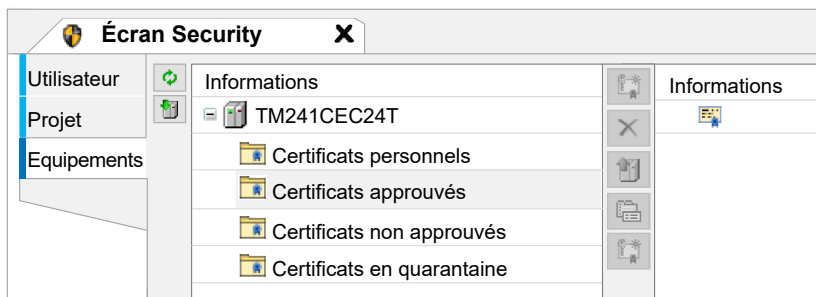 Écran Security
Utilisateur
Projet
Equipements
Informations
TM241CEC24T
Certificats personnels
Certificats approuvés
Certificats non approuvés
Certificats en quarantaine
Informations